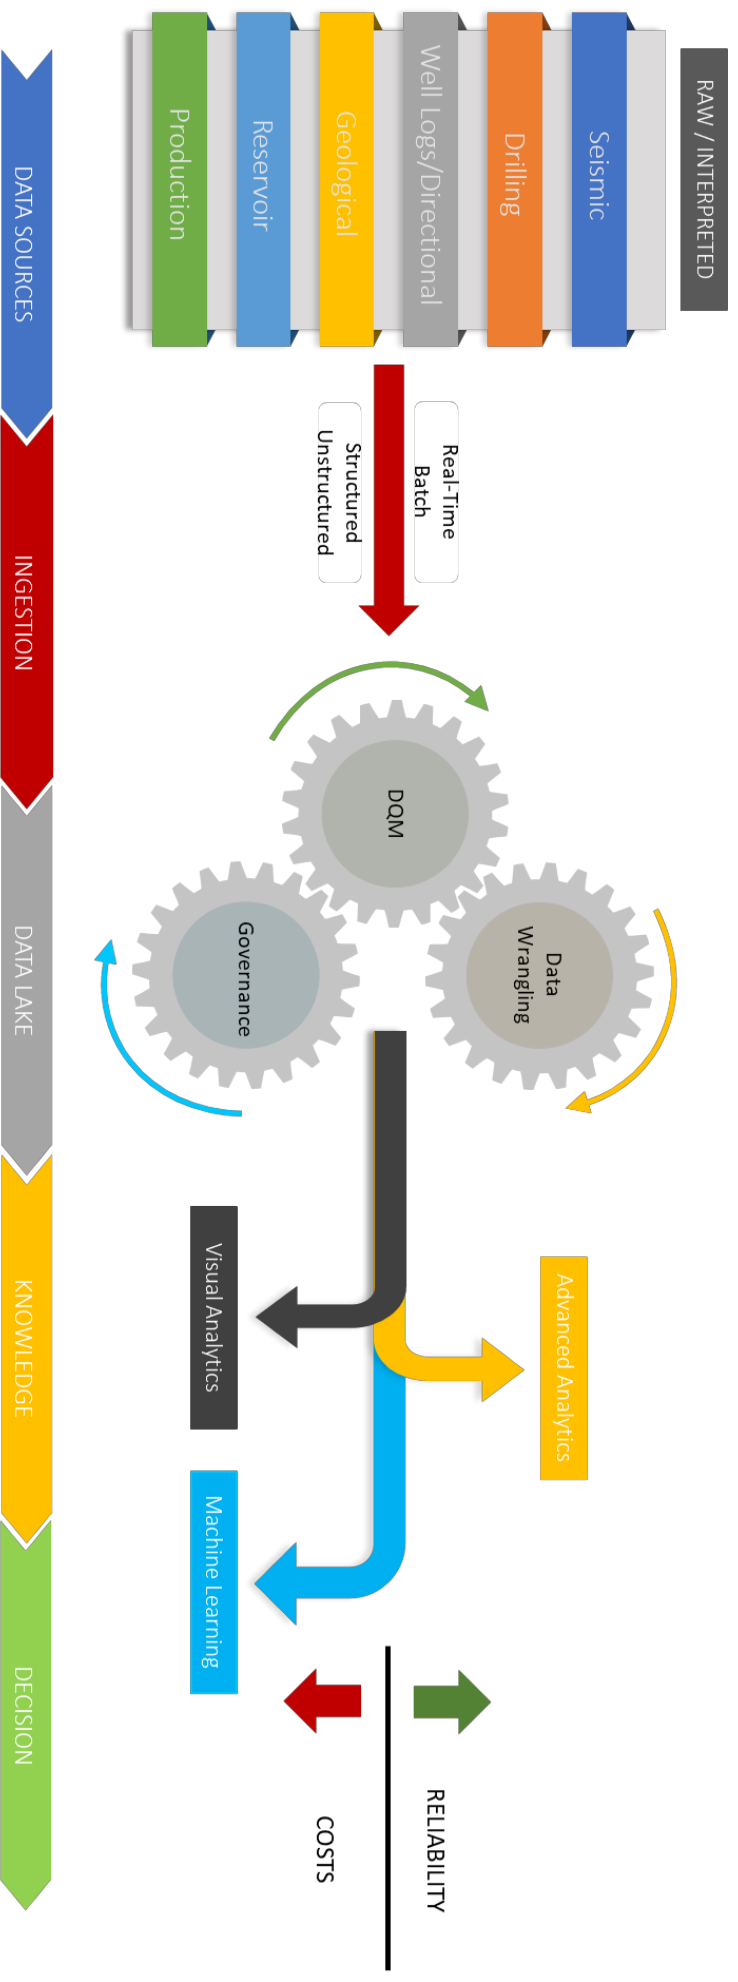 RAW / INTERPRETED
Seismic
Drilling
Well Logs/Directional
Geological
Reservoir
Production
Real-Time
Batch
Structured
Unstructured
DQM
Data
Wrangling
Governance
Advanced Analytics
Visual Analytics
Machine Learning
RELIABILITY
COSTS
DATA SOURCES
INGESTION
DATA LAKE
KNOWLEDGE
DECISION